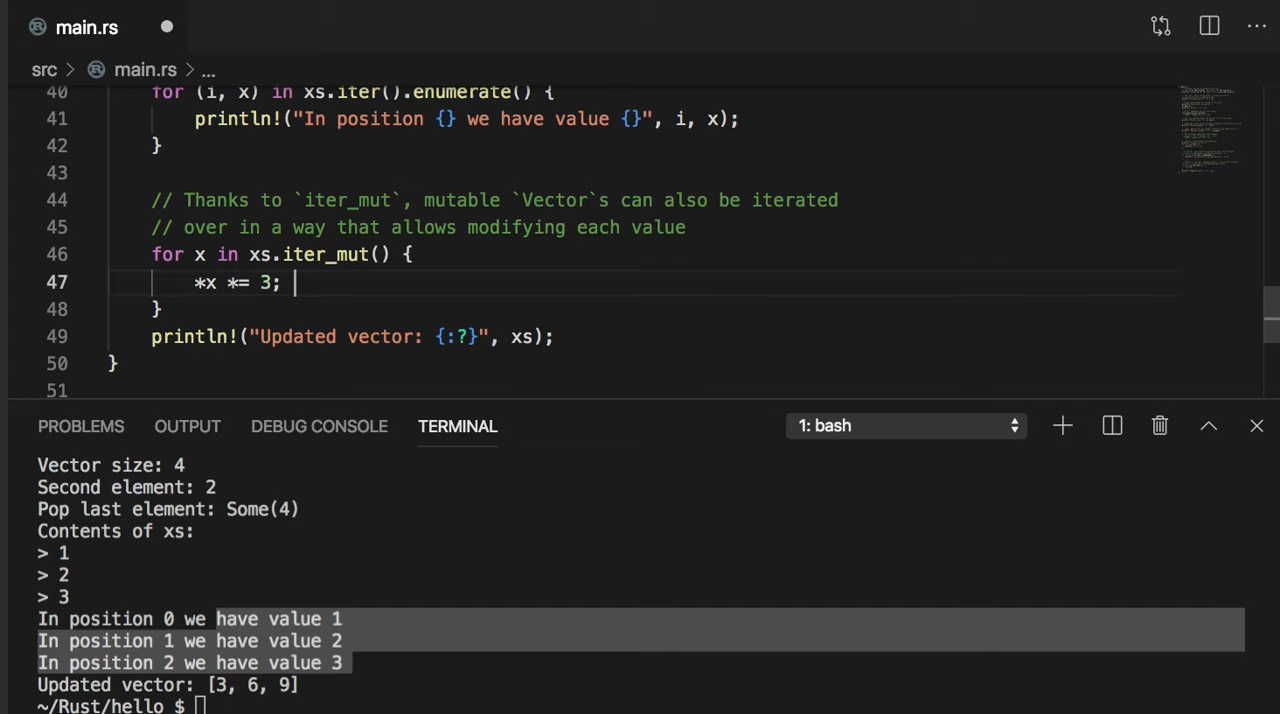 main.rs
src > main.rs > ...
40 for (i, x) in xs.iter().enumerate() {
41 println!("In position {} we have value {}", i, x);
42 }
43
44 // Thanks to `iter_mut`, mutable `Vector`s can also be iterated
45 // over in a way that allows modifying each value
46 for x in xs.iter_mut() {
47 *x *= 3;
48 }
49 println!("Updated vector: {:?}", xs);
50 }
51
PROBLEMS OUTPUT DEBUG CONSOLE TERMINAL 1: bash
Vector size: 4
Second element: 2
Pop last element: Some(4)
Contents of xs:
> 1
> 2
> 3
In position 0 we have value 1
In position 1 we have value 2
In position 2 we have value 3
Updated vector: [3, 6, 9]
~/Rust/hello $